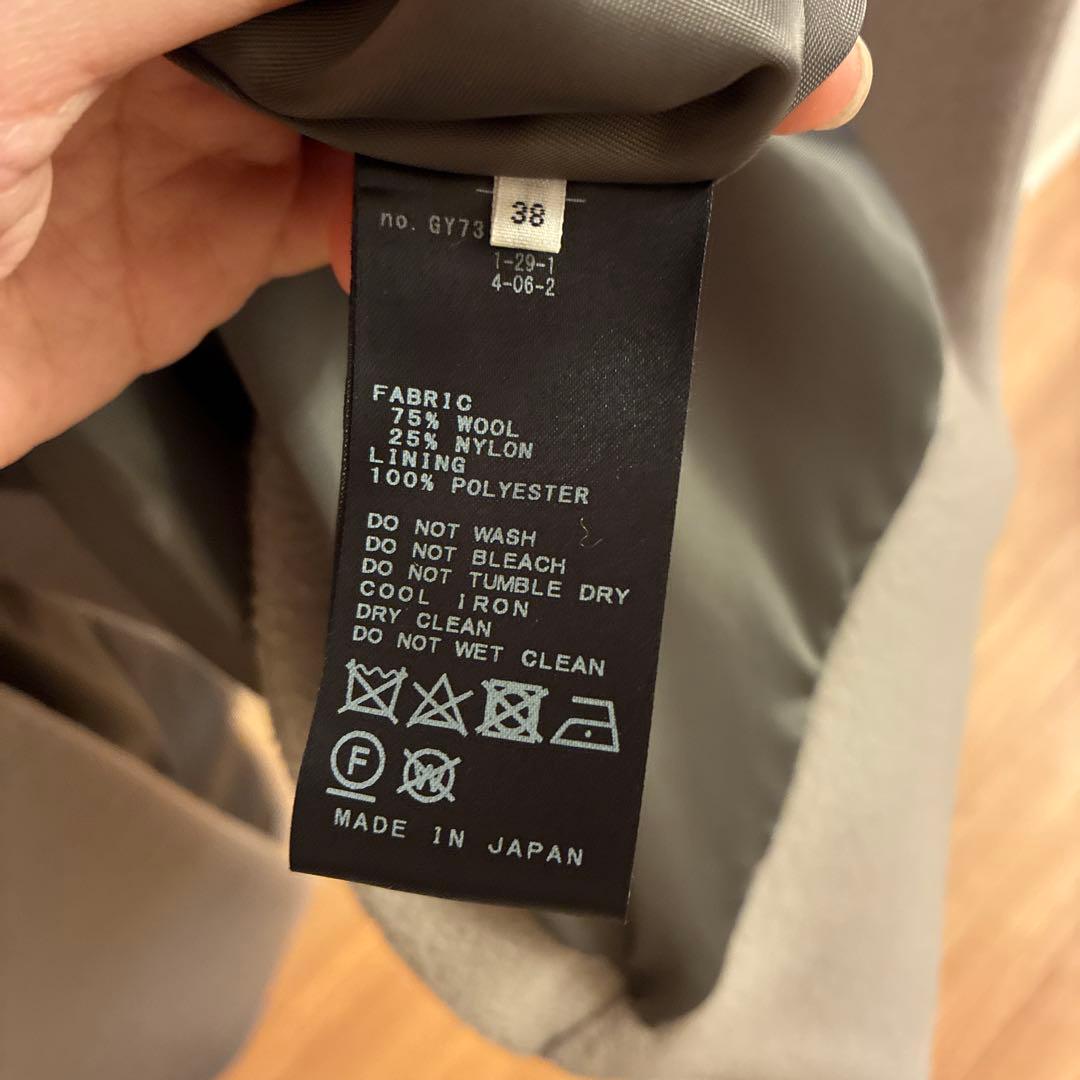 38
no. GY73
1-29-1
4-06-2
FABRIC
75% WOOL
25% NYLON
LINING
100% POLYESTER
DO NOT WASH
DO NOT BLEACH
DO NOT TUMBLE DRY
COOL IRON
DRY CLEAN
DO NOT WET CLEAN
F
W
MADE IN JAPAN